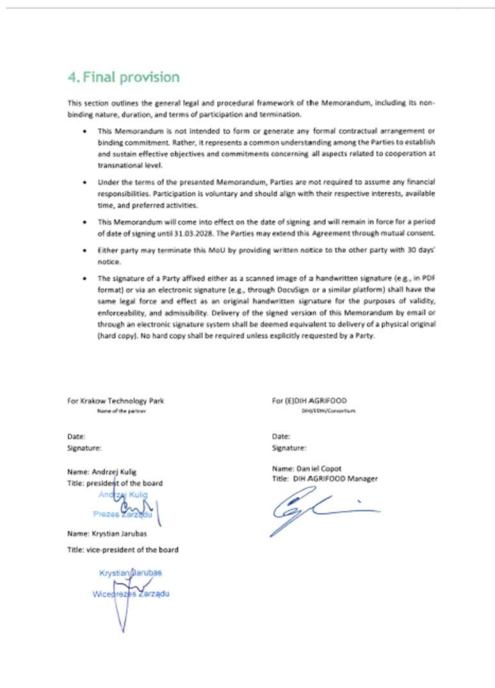 4. Final provision
This section outlines the general legal and procedural framework of the Memorandum, including its non-
binding nature, duration, and terms of participation and termination.
• This Memorandum is not intended to form or generate any formal contractual arrangement or
binding commitment. Rather, it represents a common understanding among the Parties to establish
and sustain effective objectives and commitments concerning all aspects related to cooperation at
transnational level.
• Under the terms of the presented Memorandum, Parties are not required to assume any financial
responsibilities. Participation is voluntary and should align with their respective interests, available
time, and preferred activities.
• This Memorandum will come into effect on the date of signing and will remain in force for a period
of date of signing until 31.03.2028. The Parties may extend this Agreement through mutual consent.
• Either party may terminate this MoU by providing written notice to the other party with 30 days'
notice.
• The signature of a Party affixed either as a scanned image of a handwritten signature (e.g., in PDF
format) or via an electronic signature (e.g., through DocuSign or a similar platform) shall have the
same legal force and effect as an original handwritten signature for the purposes of validity,
enforceability, and admissibility. Delivery of the signed version of this Memorandum by email or
through an electronic signature system shall be deemed equivalent to delivery of a physical original
(hard copy). No hard copy shall be required unless explicitly requested by a Party.
For Krakow Technology Park
Name of the partner
Date:
Signature:
Name: Andrzej Kulig
Title: president of the board
Andrzej Kulig
Prezes Zarządu
Name: Krystian Jarubas
Title: vice-president of the board
Krystian Jarubas
Wiceprezes Zarządu
For (E)DIH AGRIFOOD
DIH/EDIH/Consortium
Date:
Signature:
Name: Daniel Copot
Title: DIH AGRIFOOD Manager